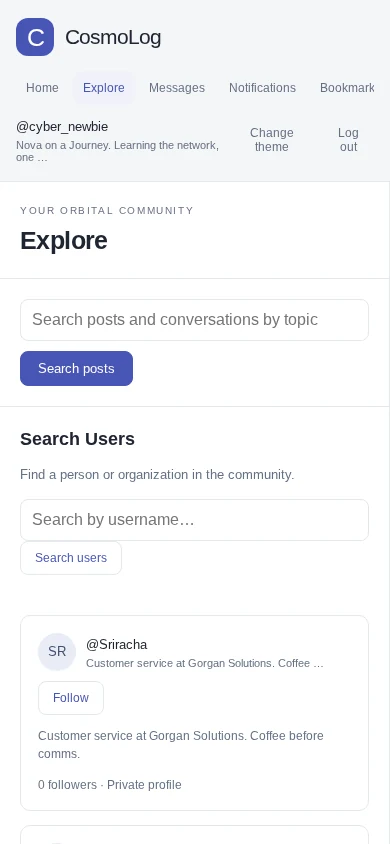 C CosmoLog
Home Explore Messages Notifications Bookmark
@cyber_newbie
Nova on a Journey. Learning the network,
one …
Change
theme
Log
out
YOUR ORBITAL COMMUNITY
Explore
Search posts and conversations by topic
Search posts
Search Users
Find a person or organization in the community.
Search by username…
Search users
SR
@Sriracha
Customer service at Gorgan Solutions. Coffee …
Follow
Customer service at Gorgan Solutions. Coffee before
comms.
0 followers · Private profile